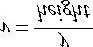 v = y / height